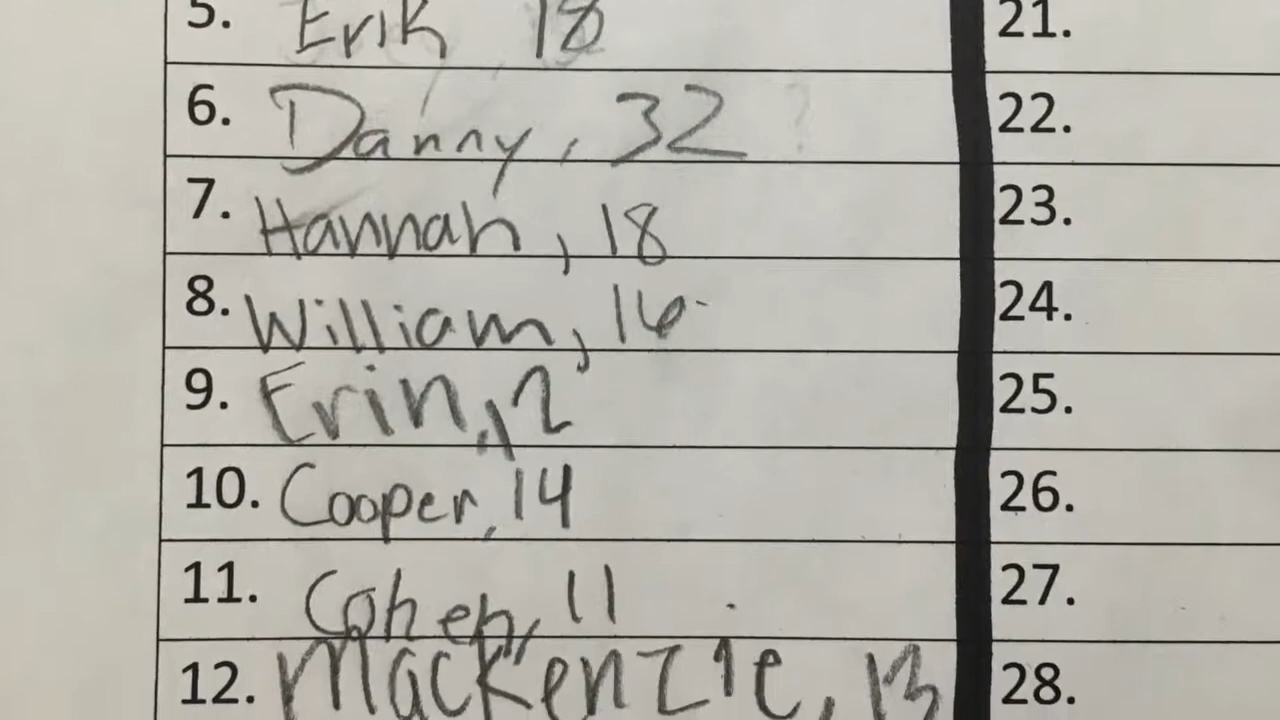 5. Erik 18
6. Danny, 32
7. Hannah, 18
8. William, 16
9. Erin, 12
10. Cooper, 14
11. Cohen, 11
12. Mackenzie, 13
21.
22.
23.
24.
25.
26.
27.
28.